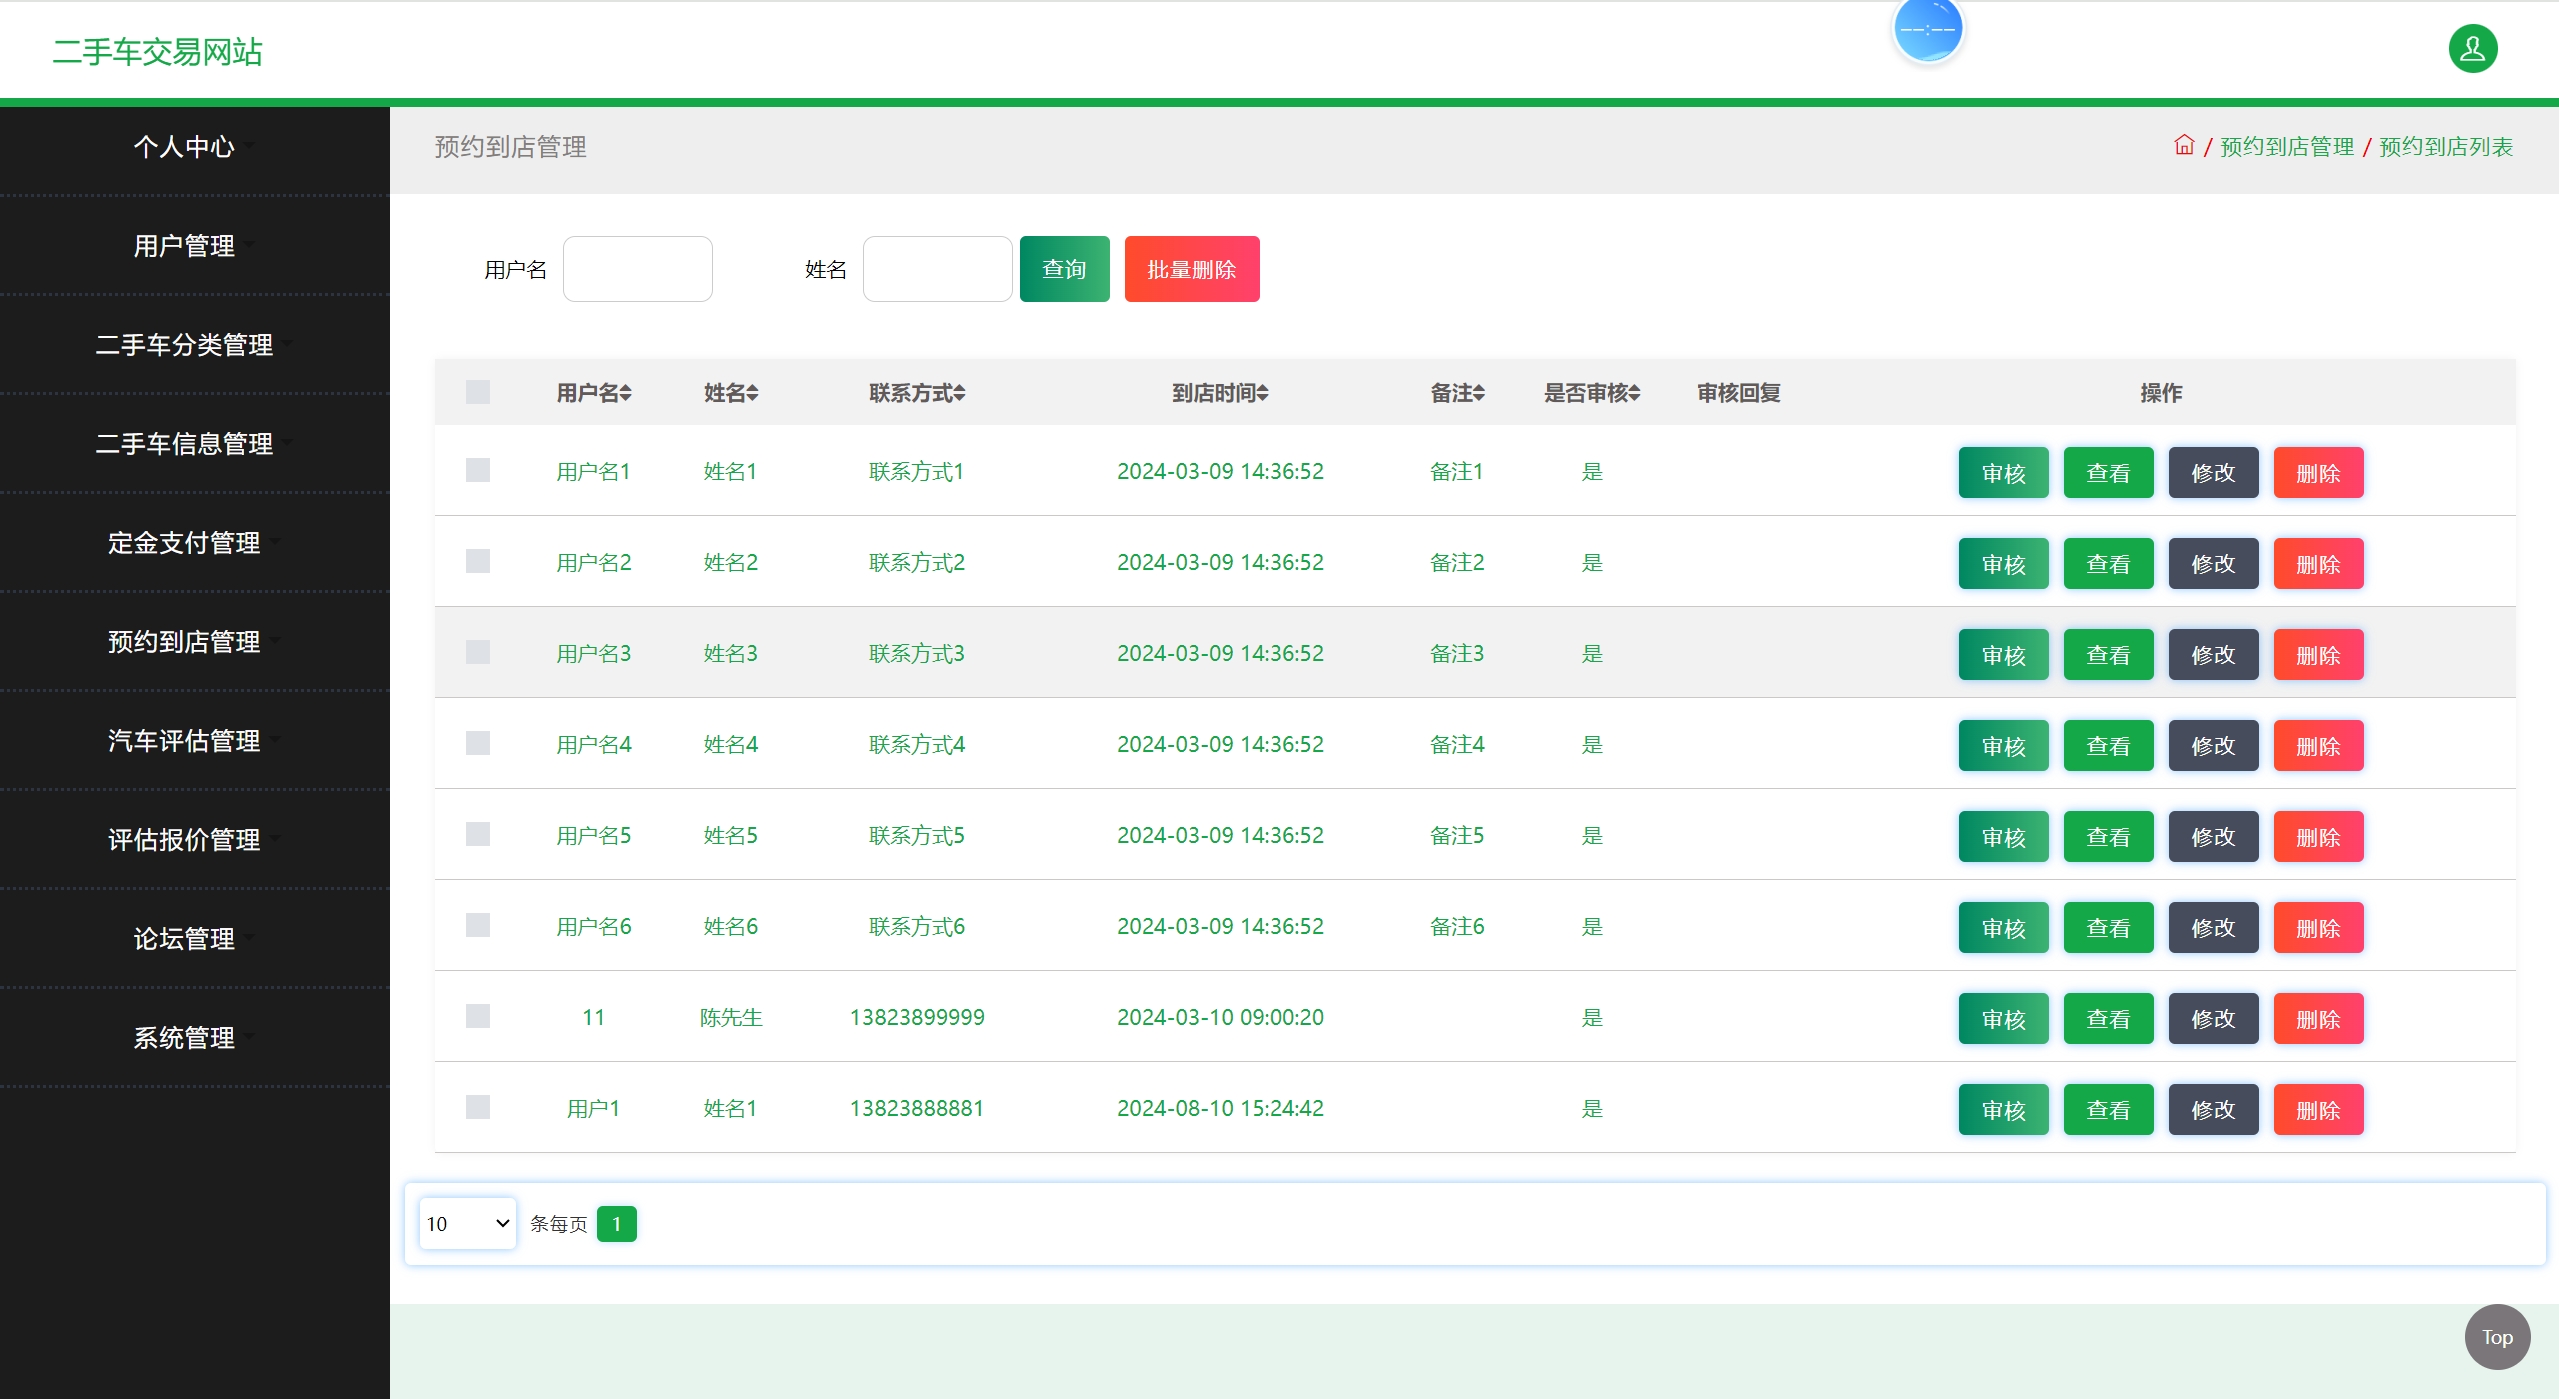 二手车交易网站
--:--
个人中心
用户管理
二手车分类管理
二手车信息管理
定金支付管理
预约到店管理
汽车评估管理
评估报价管理
论坛管理
系统管理
预约到店管理 / 预约到店管理 / 预约到店列表
用户名 姓名 查询 批量删除
用户名 姓名 联系方式 到店时间 备注 是否审核 审核回复 操作
用户名1 姓名1 联系方式1 2024-03-09 14:36:52 备注1 是 审核 查看 修改 删除
用户名2 姓名2 联系方式2 2024-03-09 14:36:52 备注2 是 审核 查看 修改 删除
用户名3 姓名3 联系方式3 2024-03-09 14:36:52 备注3 是 审核 查看 修改 删除
用户名4 姓名4 联系方式4 2024-03-09 14:36:52 备注4 是 审核 查看 修改 删除
用户名5 姓名5 联系方式5 2024-03-09 14:36:52 备注5 是 审核 查看 修改 删除
用户名6 姓名6 联系方式6 2024-03-09 14:36:52 备注6 是 审核 查看 修改 删除
11 陈先生 13823899999 2024-03-10 09:00:20 是 审核 查看 修改 删除
用户1 姓名1 13823888881 2024-08-10 15:24:42 是 审核 查看 修改 删除
10 条每页 1
Top